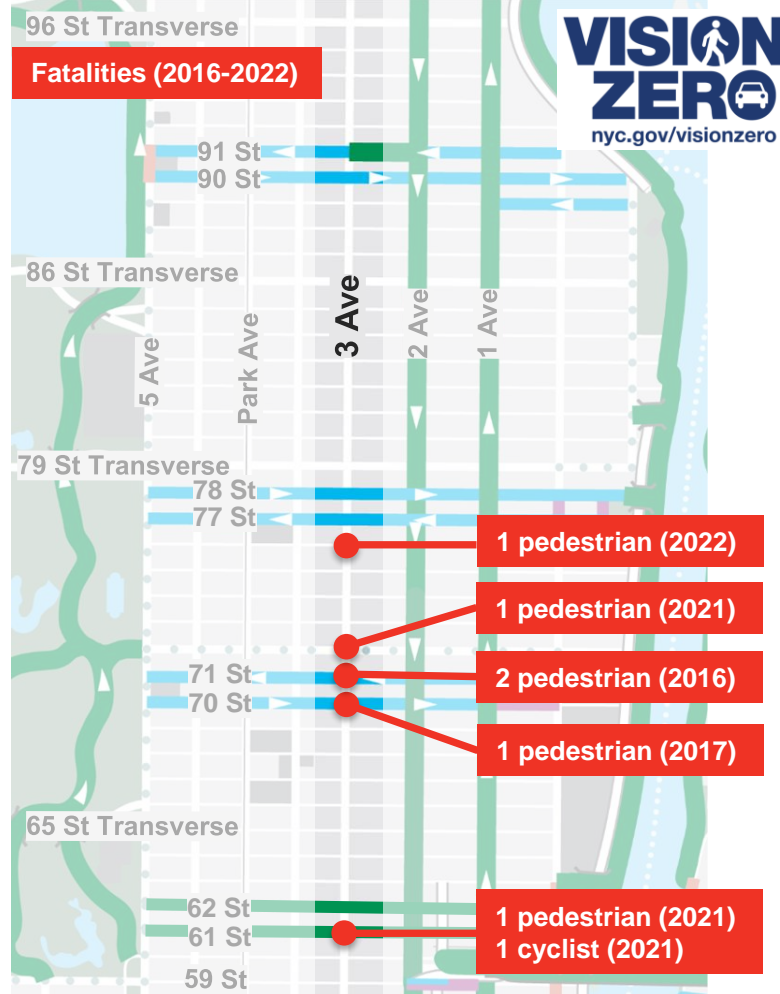 96 St Transverse
VISION
ZERO
nyc.gov/visionzero
Fatalities (2016-2022)
91 St
90 St
86 St Transverse
5 Ave
Park Ave
3 Ave
2 Ave
1 Ave
79 St Transverse
78 St
77 St
1 pedestrian (2022)
1 pedestrian (2021)
71 St
70 St
2 pedestrian (2016)
1 pedestrian (2017)
65 St Transverse
62 St
61 St
1 pedestrian (2021)
1 cyclist (2021)
59 St